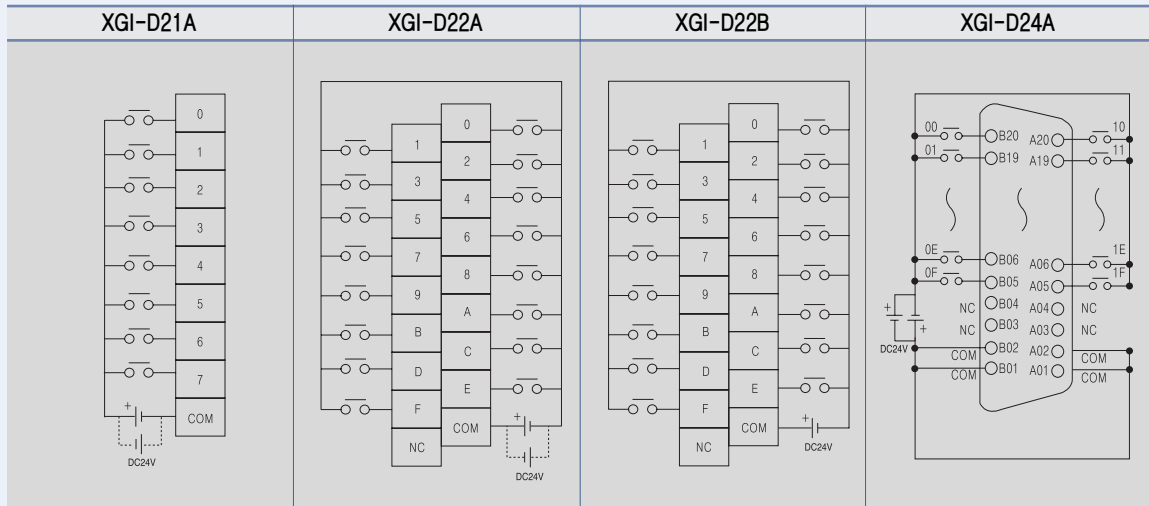 XGI-D21A
XGI-D22A
XGI-D22B
XGI-D24A
0
1
2
3
4
5
6
7
COM
+
DC24V
0
1
2
3
4
5
6
7
8
9
A
B
C
D
E
F
COM
NC
+
DC24V
0
1
2
3
4
5
6
7
8
9
A
B
C
D
E
F
COM
NC
+
DC24V
00 B20 A20 10
01 B19 A19 11
0E B06 A06 1E
0F B05 A05 1F
NC B04 A04 NC
NC B03 A03 NC
+
+
DC24V
COM B02 A02 COM
COM B01 A01 COM